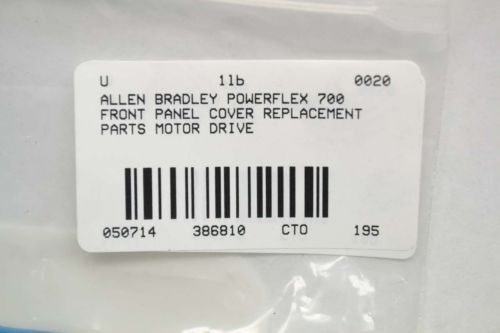 U 1lb 0020
ALLEN BRADLEY POWERFLEX 700
FRONT PANEL COVER REPLACEMENT
PARTS MOTOR DRIVE
050714 386810 CTO 195